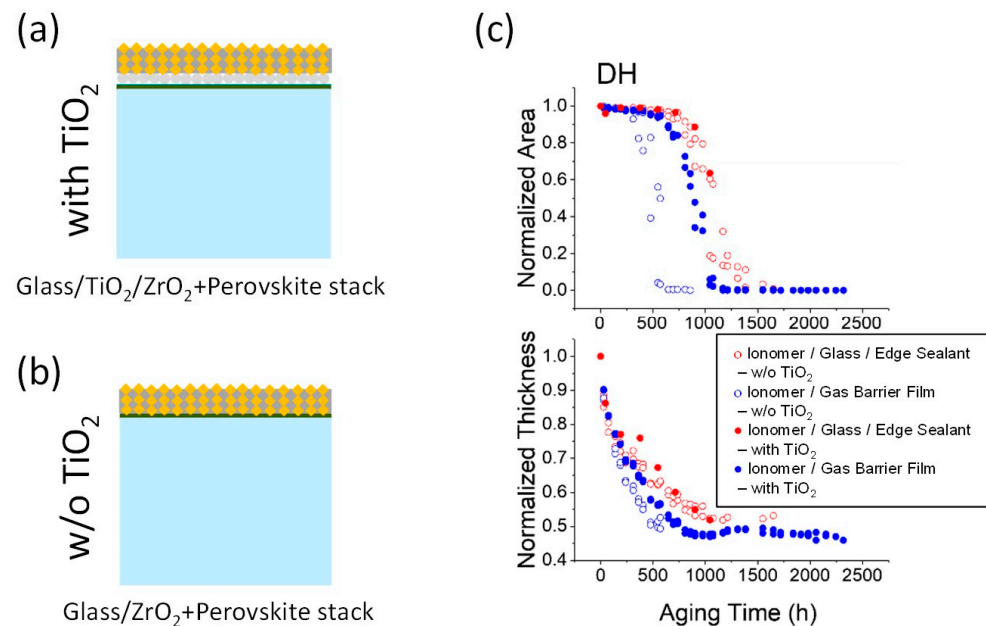 (a)
with TiO₂
Glass/TiO₂/ZrO₂+Perovskite stack
(b)
w/o TiO₂
Glass/ZrO₂+Perovskite stack
(c)
DH
Normalized Area
1.0
0.8
0.6
0.4
0.2
0.0
0 500 1000 1500 2000 2500
Normalized Thickness
1.0
0.9
0.8
0.7
0.6
0.5
0.4
0 500 1000 1500 2000 2500
Aging Time (h)
Ionomer / Glass / Edge Sealant
– w/o TiO₂
Ionomer / Gas Barrier Film
– w/o TiO₂
Ionomer / Glass / Edge Sealant
– with TiO₂
Ionomer / Gas Barrier Film
– with TiO₂